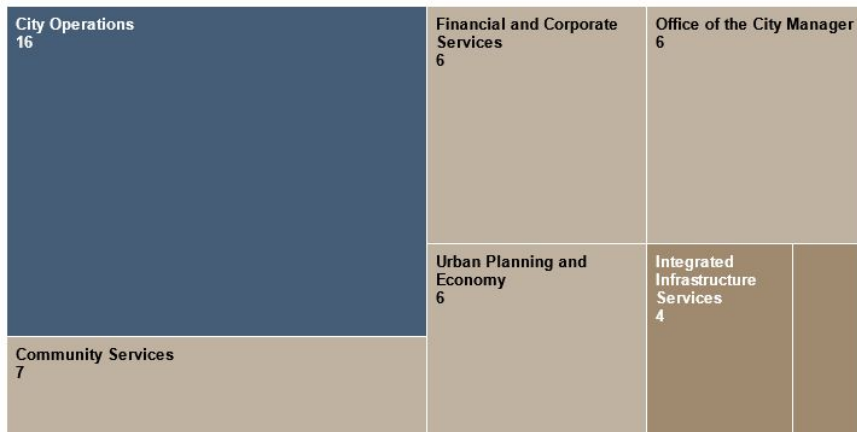 City Operations
16
Financial and Corporate
Services
6
Office of the City Manager
6
Urban Planning and
Economy
6
Integrated
Infrastructure
Services
4
Community Services
7